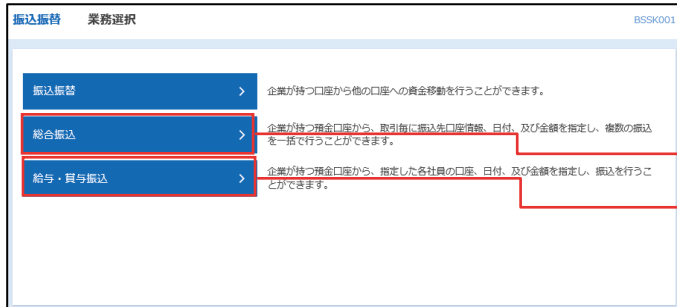 振込振替 業務選択 BSSK001
振込振替
企業が持つ口座から他の口座への資金移動を行うことができます。
総合振込
企業が持つ預金口座から、取引毎に振込先口座情報、日付、及び金額を指定し、複数の振込
を一括で行うことができます。
給与・賞与振込
企業が持つ預金口座から、指定した各社員の口座、日付、及び金額を指定し、振込を行うこ
とができます。